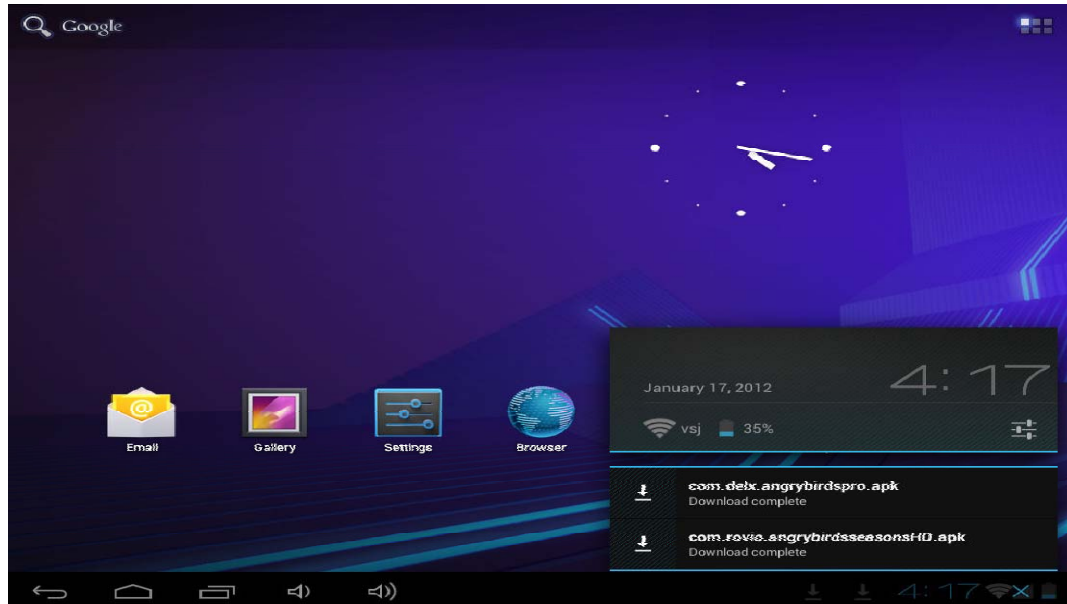 Google
January 17, 2012
4:17
vsj
35%
Email
Gallery
Settings
Browser
com.delx.angrybirdspro.apk
Download complete
com.rovio.angrybirdsseasonsHD.apk
Download complete
4:17